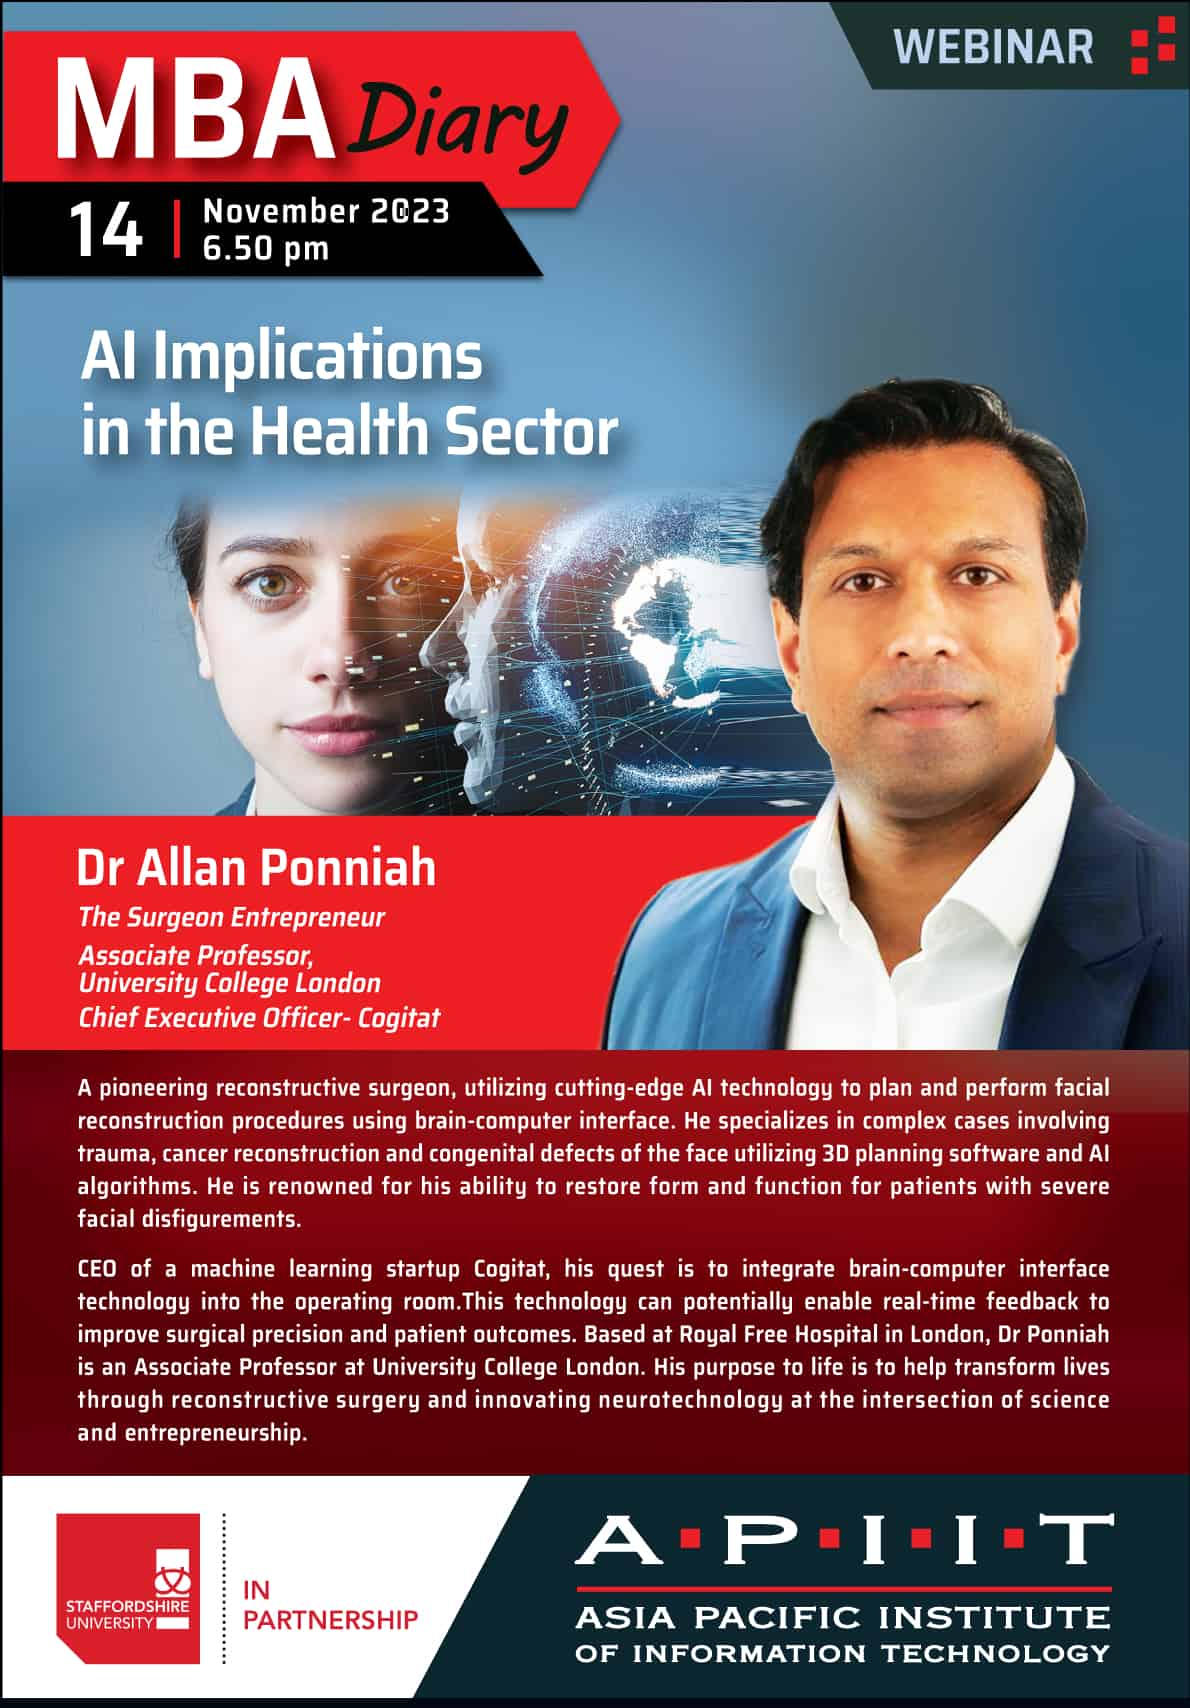 WEBINAR
MBA Diary
14
November 2023
6.50 pm
AI Implications
in the Health Sector
Dr Allan Ponniah
The Surgeon Entrepreneur
Associate Professor,
University College London
Chief Executive Officer- Cogitat
A pioneering reconstructive surgeon, utilizing cutting-edge AI technology to plan and perform facial
reconstruction procedures using brain-computer interface. He specializes in complex cases involving
trauma, cancer reconstruction and congenital defects of the face utilizing 3D planning software and AI
algorithms. He is renowned for his ability to restore form and function for patients with severe
facial disfigurements.
CEO of a machine learning startup Cogitat, his quest is to integrate brain-computer interface
technology into the operating room.This technology can potentially enable real-time feedback to
improve surgical precision and patient outcomes. Based at Royal Free Hospital in London, Dr Ponniah
is an Associate Professor at University College London. His purpose to life is to help transform lives
through reconstructive surgery and innovating neurotechnology at the intersection of science
and entrepreneurship.
STAFFORDSHIRE
UNIVERSITY
IN
PARTNERSHIP
A·P·I·I·T
ASIA PACIFIC INSTITUTE
OF INFORMATION TECHNOLOGY